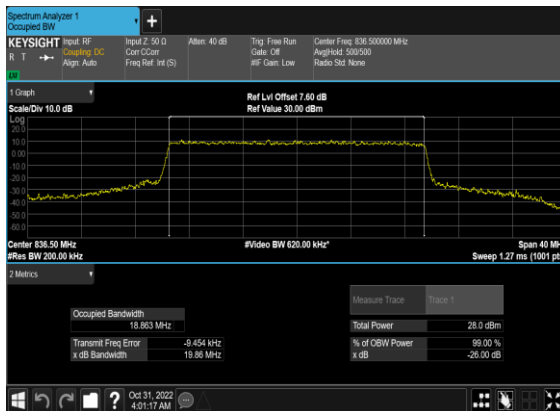 Spectrum Analyzer 1
Occupied BW
KEYSIGHT
R T
Input: RF
Coupling: DC
Align: Auto
Input Z: 50 Ω
Corr CCorr
Freq Ref: Int (S)
Atten: 40 dB
Trig: Free Run
Gate: Off
#IF Gain: Low
Center Freq: 836.500000 MHz
Avg|Hold: 500/500
Radio Std: None
1 Graph
Scale/Div 10.0 dB
Ref Lvl Offset 7.60 dB
Ref Value 30.00 dBm
Log
20.0
10.0
0.00
-10.0
-20.0
-30.0
-40.0
-50.0
-60.0
Center 836.50 MHz
#Res BW 200.00 kHz
#Video BW 620.00 kHz*
Span 40 MH
Sweep 1.27 ms (1001 pts
2 Metrics
Measure Trace
Trace 1
Occupied Bandwidth
18.863 MHz
Total Power
28.0 dBm
Transmit Freq Error
-9.454 kHz
% of OBW Power
99.00 %
x dB Bandwidth
19.86 MHz
x dB
-26.00 dB
Oct 31, 2022
4:01:17 AM